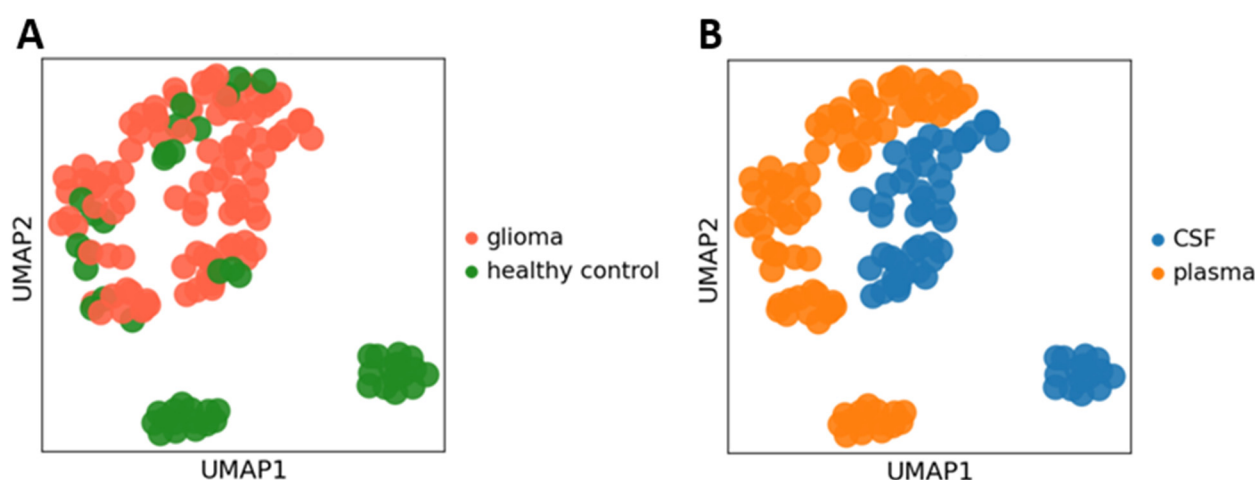 A
UMAP2
UMAP1
glioma
healthy control
B
UMAP2
UMAP1
CSF
plasma